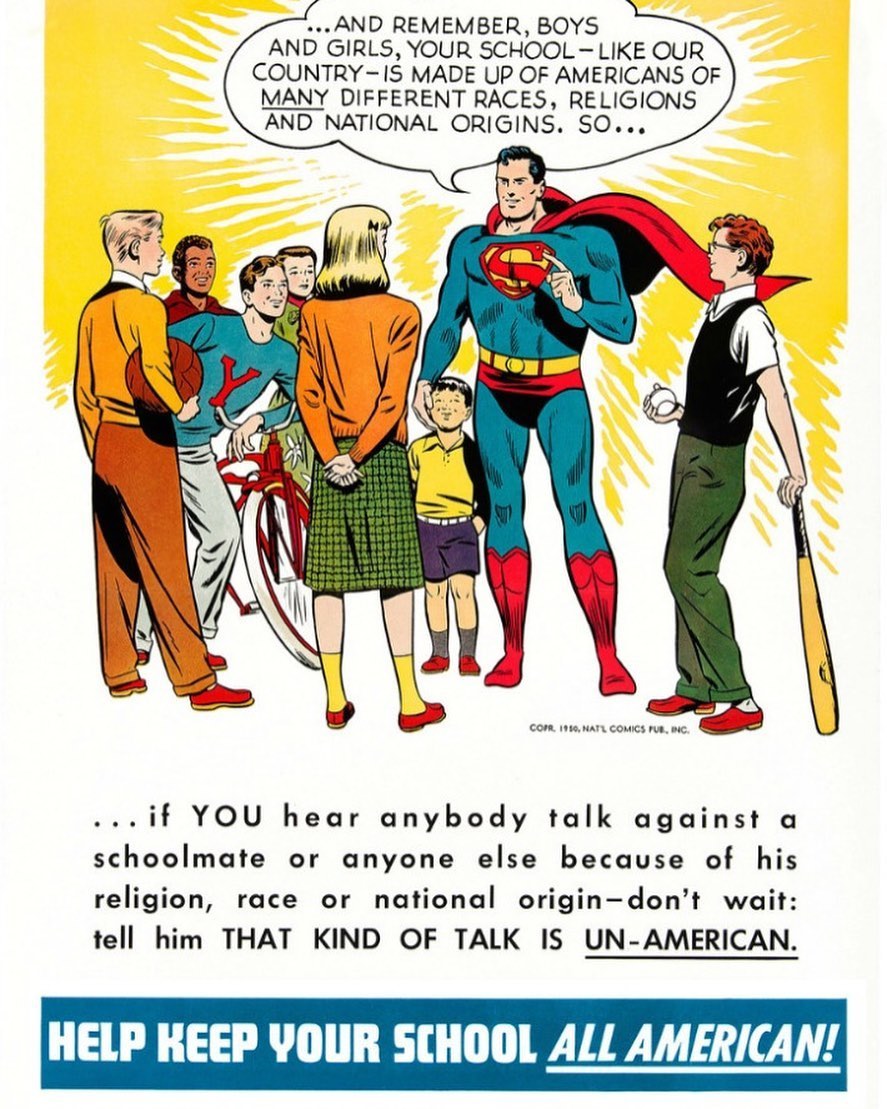 ...AND REMEMBER, BOYS
AND GIRLS, YOUR SCHOOL–LIKE OUR
COUNTRY–IS MADE UP OF AMERICANS OF
MANY DIFFERENT RACES, RELIGIONS
AND NATIONAL ORIGINS. SO...
S
Y
COPR. 1950, NAT'L COMICS PUB., INC.
...if YOU hear anybody talk against a
schoolmate or anyone else because of his
religion, race or national origin–don't wait:
tell him THAT KIND OF TALK IS UN-AMERICAN.
HELP KEEP YOUR SCHOOL ALL AMERICAN!